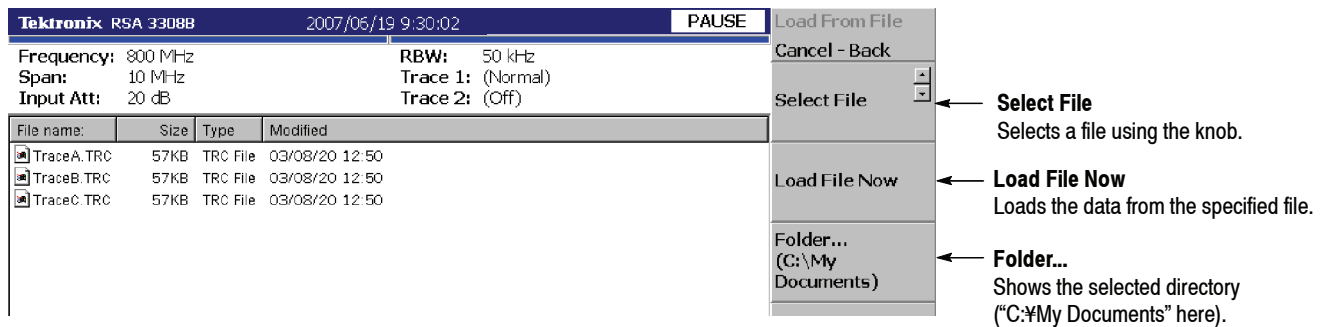 Tektronix RSA 3308B 2007/06/19 9:30:02 PAUSE
Frequency: 800 MHz RBW: 50 kHz
Span: 10 MHz Trace 1: (Normal)
Input Att: 20 dB Trace 2: (Off)
File name: Size Type Modified
TraceA.TRC 57KB TRC File 03/08/20 12:50
TraceB.TRC 57KB TRC File 03/08/20 12:50
TraceC.TRC 57KB TRC File 03/08/20 12:50
Load From File
Cancel - Back
Select File
Load File Now
Folder...
(C:\My
Documents)
Select File
Selects a file using the knob.
Load File Now
Loads the data from the specified file.
Folder...
Shows the selected directory
(“C:¥My Documents” here).